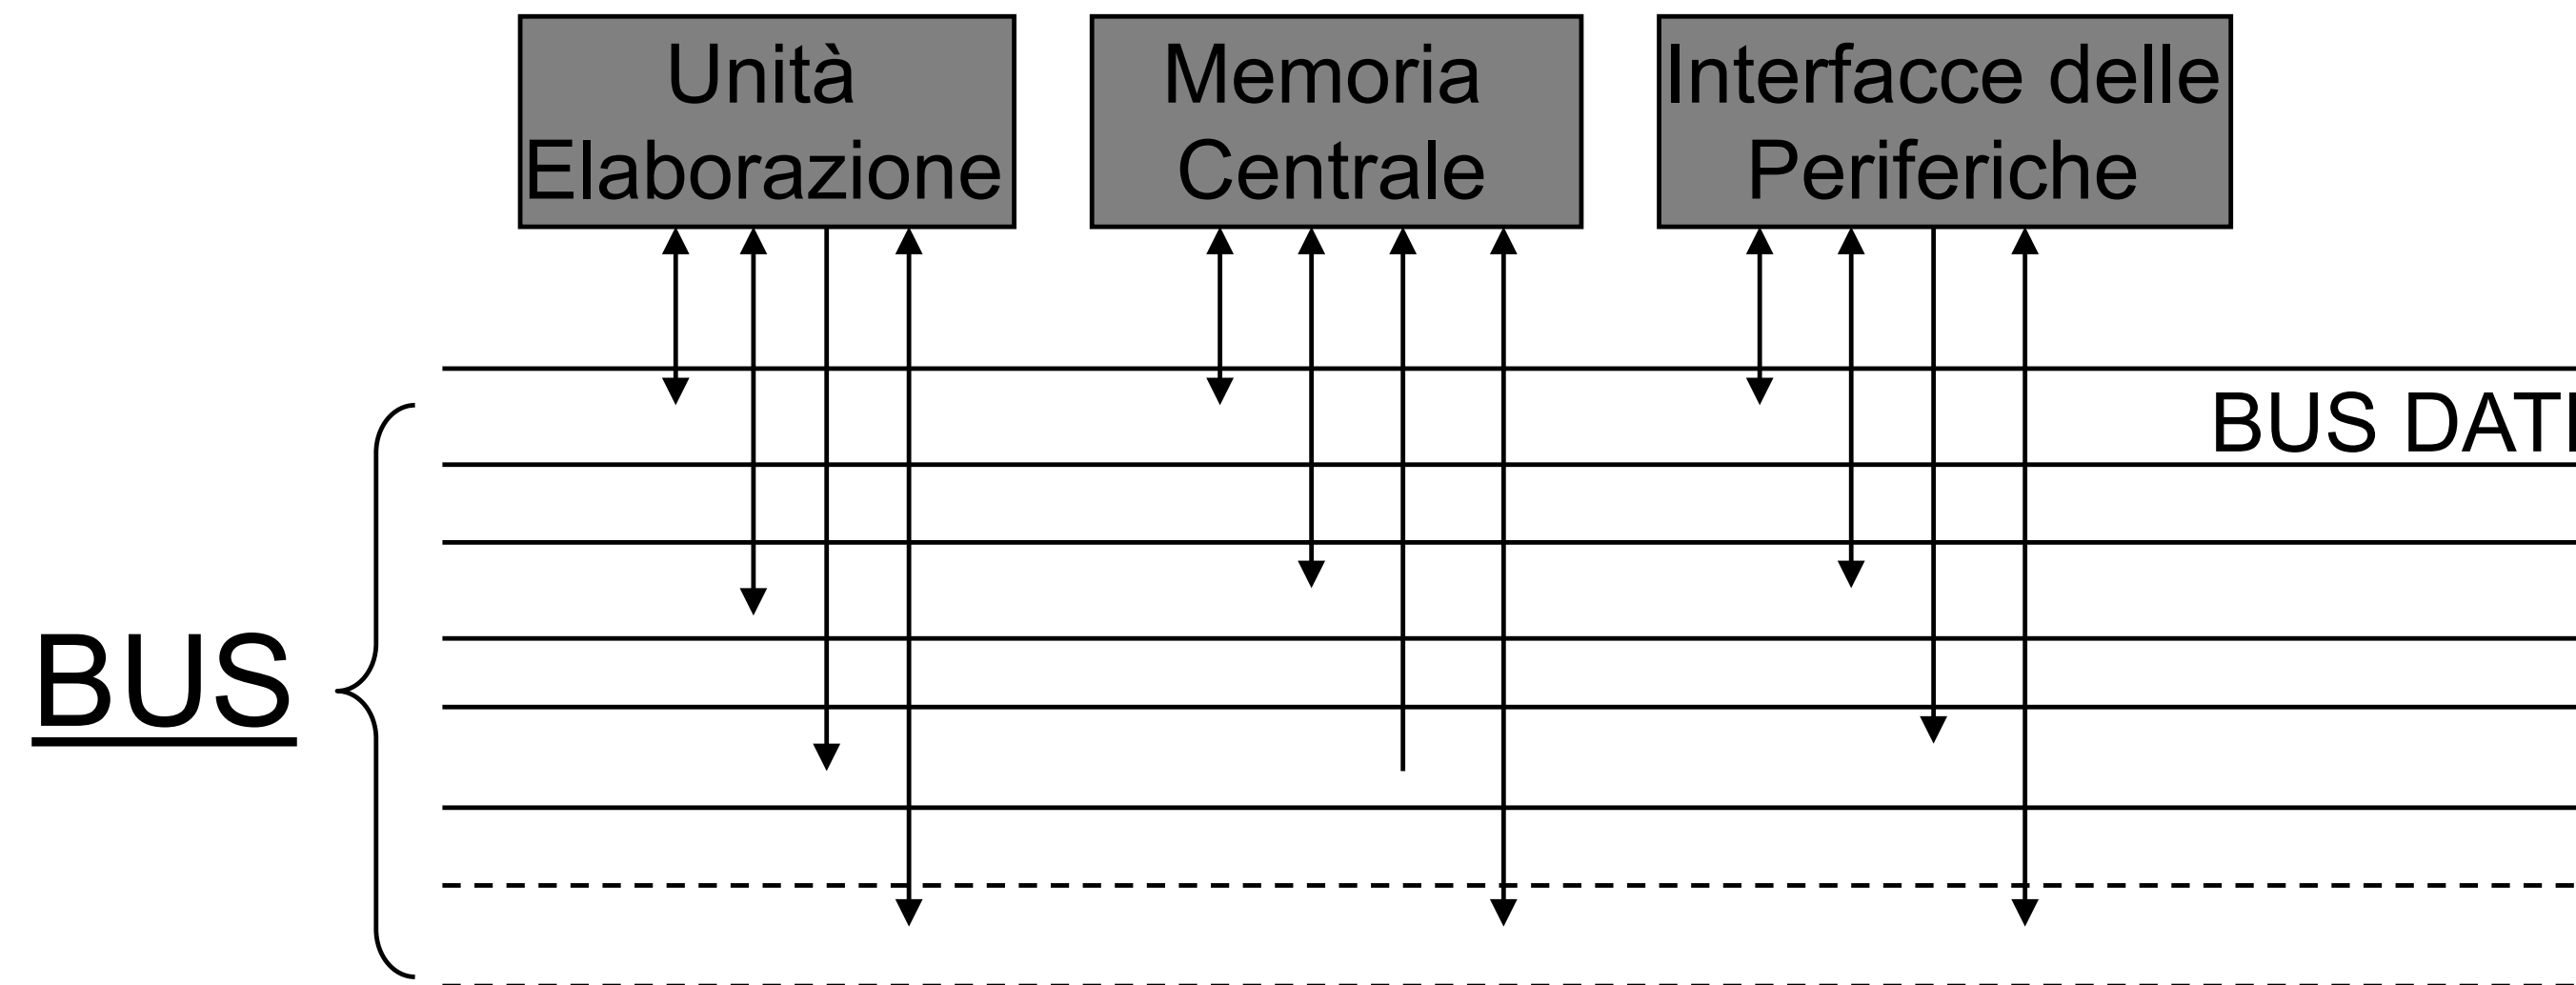 Unità
Elaborazione
Memoria
Centrale
Interfacce delle
Periferiche
BUS DATI
BUS